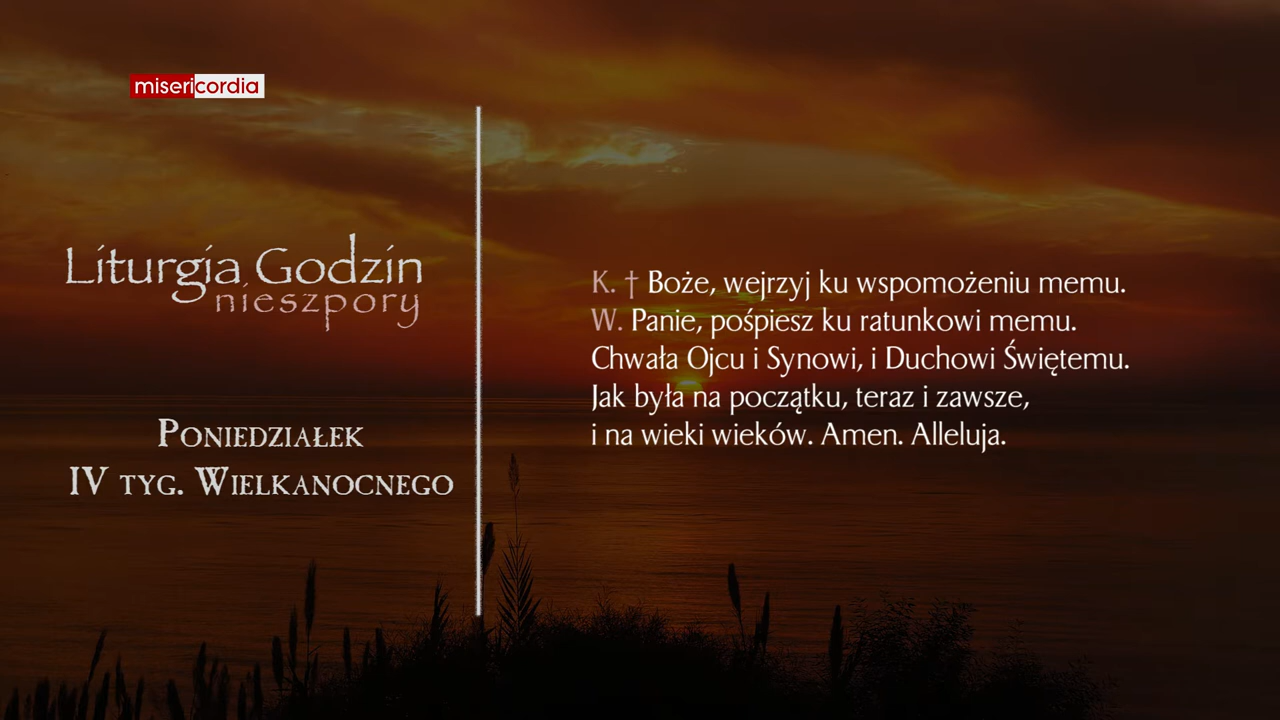 misericordia
Liturgia Godzin
nieszpory
Poniedziałek
IV tyg. Wielkanocnego
K. † Boże, wejrzyj ku wspomożeniu memu.
W. Panie, pośpiesz ku ratunkowi memu.
Chwała Ojcu i Synowi, i Duchowi Świętemu.
Jak była na początku, teraz i zawsze,
i na wieki wieków. Amen. Alleluja.